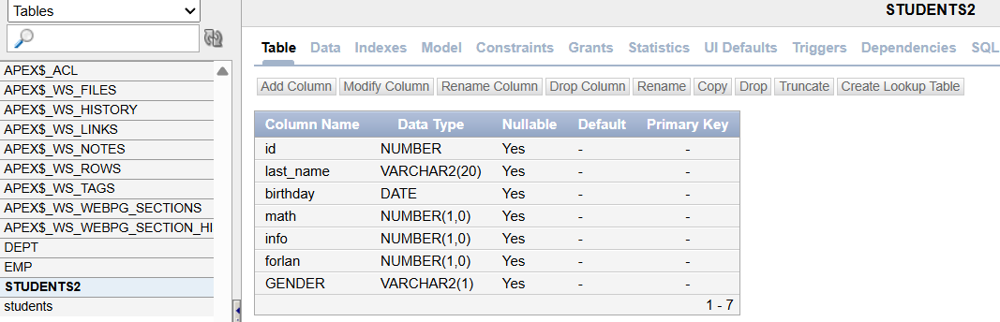 Tables
APEX$_ACL
APEX$_WS_FILES
APEX$_WS_HISTORY
APEX$_WS_LINKS
APEX$_WS_NOTES
APEX$_WS_ROWS
APEX$_WS_TAGS
APEX$_WS_WEBPG_SECTIONS
APEX$_WS_WEBPG_SECTION_HI
DEPT
EMP
STUDENTS2
students
STUDENTS2
Table Data Indexes Model Constraints Grants Statistics UI Defaults Triggers Dependencies SQL
Add Column Modify Column Rename Column Drop Column Rename Copy Drop Truncate Create Lookup Table
Column Name Data Type Nullable Default Primary Key
id NUMBER Yes - -
last_name VARCHAR2(20) Yes - -
birthday DATE Yes - -
math NUMBER(1,0) Yes - -
info NUMBER(1,0) Yes - -
forlan NUMBER(1,0) Yes - -
GENDER VARCHAR2(1) Yes - -
1 - 7